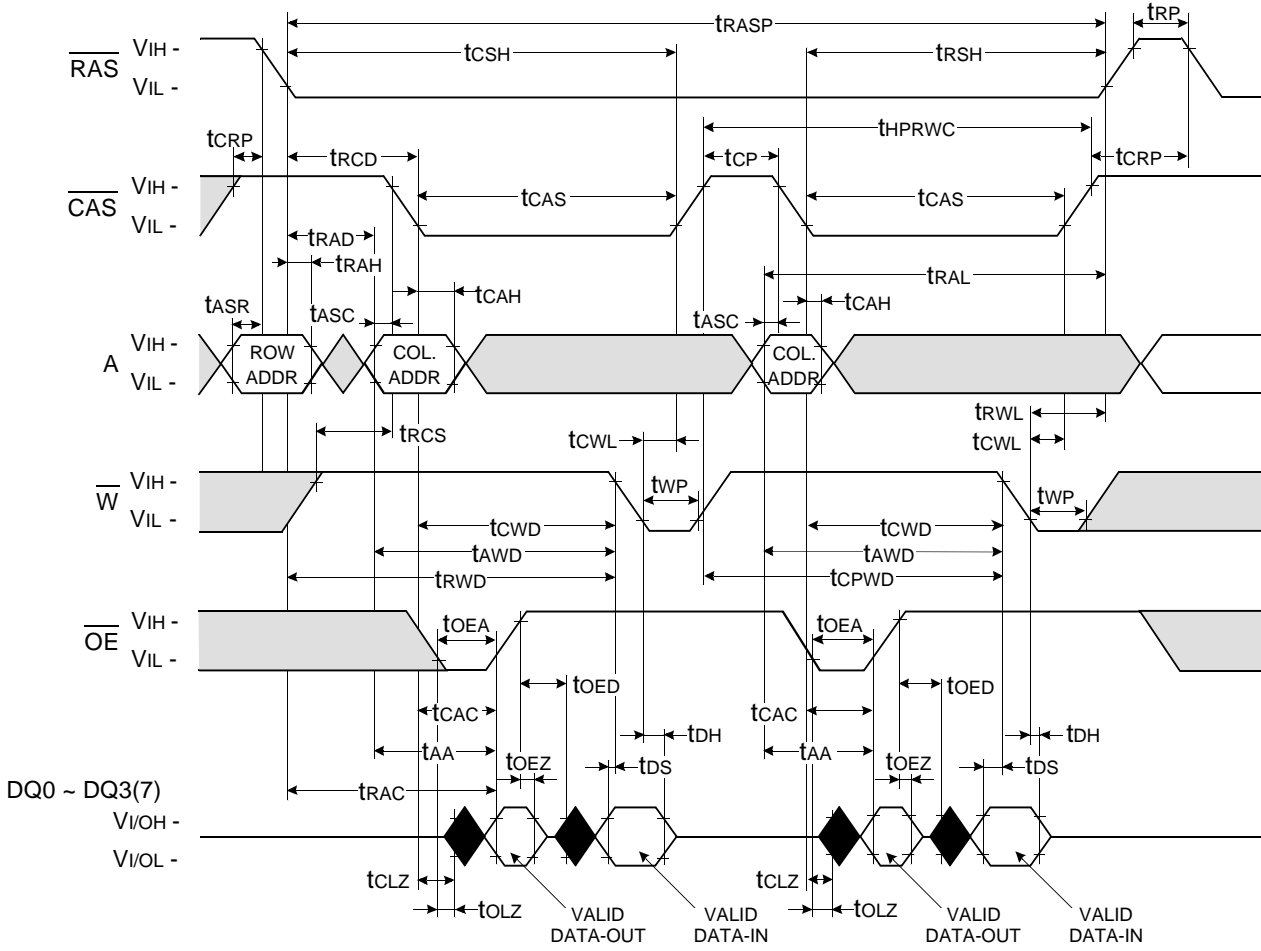 tRASP
tRP
tCSH
tRSH
RAS
VIH -
VIL -
tHPRWC
tCRP
tRCD
tCP
tCRP
CAS
VIH -
VIL -
tCAS
tCAS
tRAD
tRAH
tRAL
tCAH
tCAH
tASR
tASC
tASC
A
VIH -
VIL -
ROW
ADDR
COL.
ADDR
COL.
ADDR
tRWL
tRCS
tCWL
tCWL
W
VIH -
VIL -
tWP
tWP
tCWD
tCWD
tAWD
tAWD
tRWD
tCPWD
OE
VIH -
VIL -
tOEA
tOEA
tOED
tOED
tCAC
tCAC
tDH
tDH
tAA
tAA
tOEZ
tOEZ
tDS
tDS
tRAC
DQ0 ~ DQ3(7)
VI/OH -
VI/OL -
tCLZ
tCLZ
tOLZ
tOLZ
VALID
DATA-OUT
VALID
DATA-IN
VALID
DATA-OUT
VALID
DATA-IN